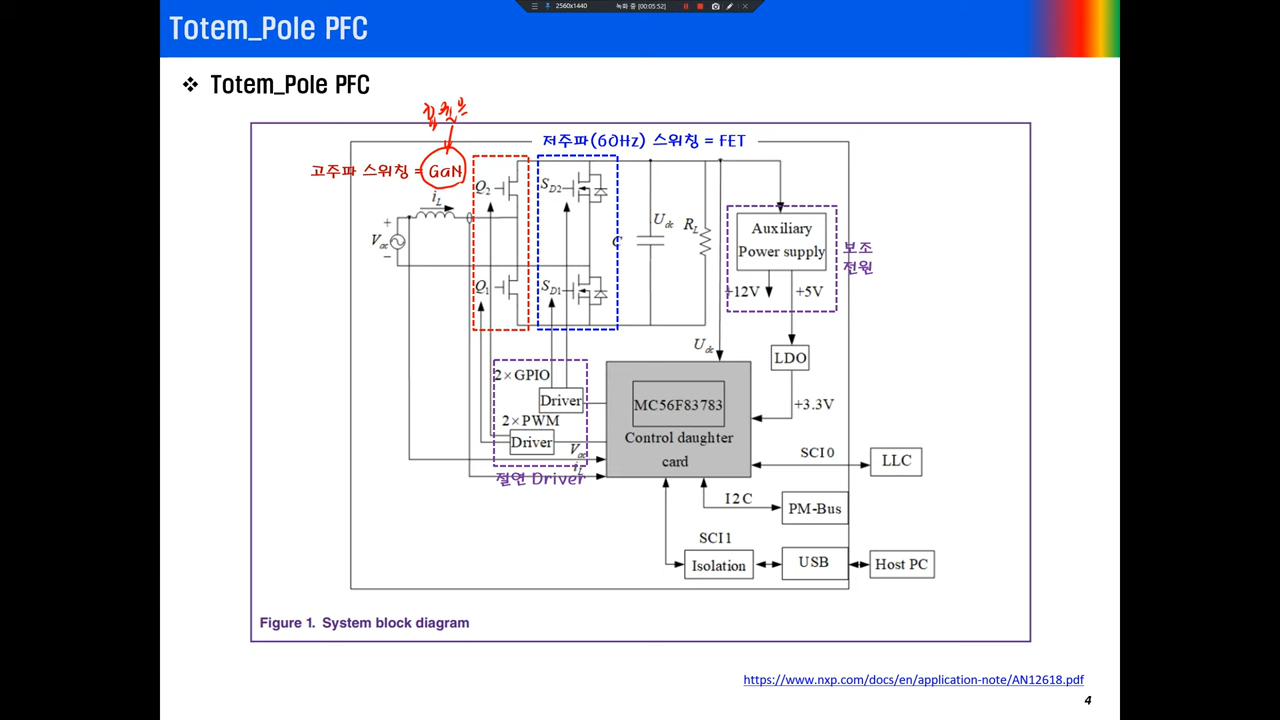 2560x1440
녹화 중 [00:05:52]
Totem_Pole PFC
❖ Totem_Pole PFC
저주파(60Hz) 스위칭 = FET
고주파 스위칭 = GaN
Q2
SD2
iL
+
Vac
−
Udc
RL
C
Auxiliary
Power supply
보조
전원
Q1
SD1
+12V
+5V
Udc
LDO
2×GPIO
Driver
MC56F83783
+3.3V
2×PWM
Driver
Control daughter
card
Vac
iL
절연 Driver
SCI0
LLC
I2C
PM-Bus
SCI1
Isolation
USB
Host PC
Figure 1. System block diagram
https://www.nxp.com/docs/en/application-note/AN12618.pdf
4